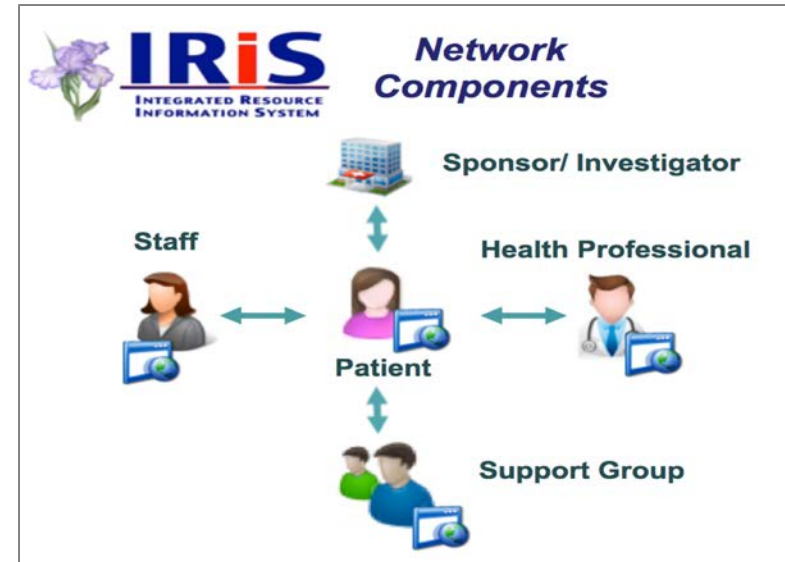 IRiS
INTEGRATED RESOURCE
INFORMATION SYSTEM
Network
Components
Sponsor/ Investigator
Staff
Health Professional
Patient
Support Group